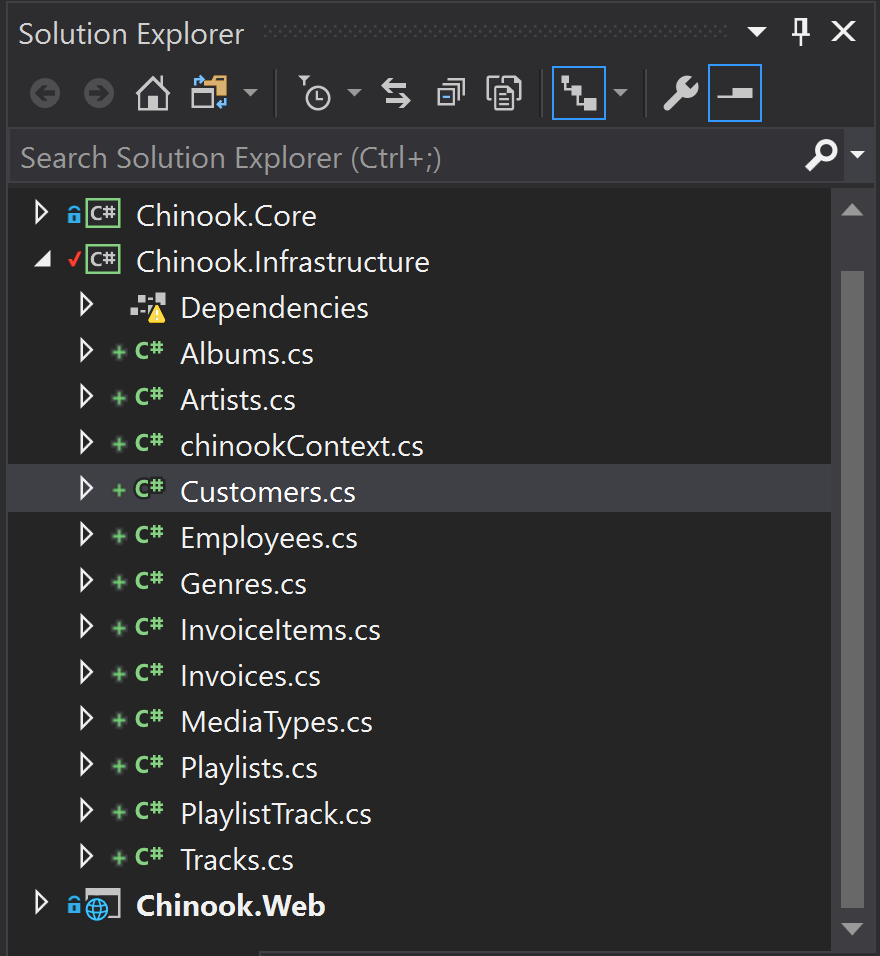 Solution Explorer
Search Solution Explorer (Ctrl+;)
C# Chinook.Core
C# Chinook.Infrastructure
Dependencies
C# Albums.cs
C# Artists.cs
C# chinookContext.cs
C# Customers.cs
C# Employees.cs
C# Genres.cs
C# InvoiceItems.cs
C# Invoices.cs
C# MediaTypes.cs
C# Playlists.cs
C# PlaylistTrack.cs
C# Tracks.cs
Chinook.Web